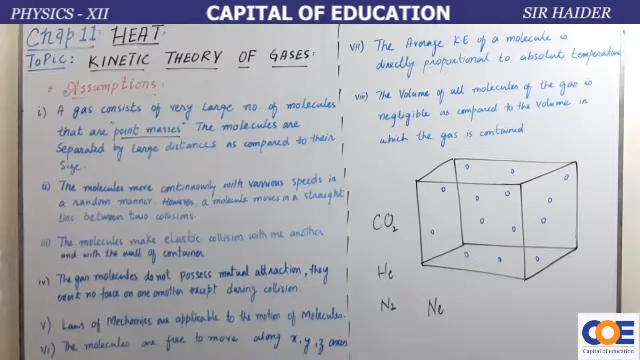 PHYSICS - XII
CAPITAL OF EDUCATION
SIR HAIDER
Chap 11: HEAT
TOPIC: KINETIC THEORY OF GASES:
* Assumptions:
i) A gas consists of very large no. of molecules
that are "point masses" The molecules are
separated by large distances as compared to their
size.
ii) The molecules move continuously with various speeds in
a random manner. However, a molecule moves in a straight
line between two collisions.
iii) The molecules make elastic collision with one another
and with the wall of container
iv) The gas molecules do not possess mutual attraction, they
exert no force on one another except during collision.
v) Laws of Mechanics are applicable to the motion of Molecules.
vi) The molecules are free to move along x, y, z axes
vii) The Average KE of a molecule is
directly proportional to absolute temperature
viii) The Volume of all molecules of the gas is
negligible as compared to the volume in
which the gas is contained.
CO2
He
N2
Ne
COE
Capital of education